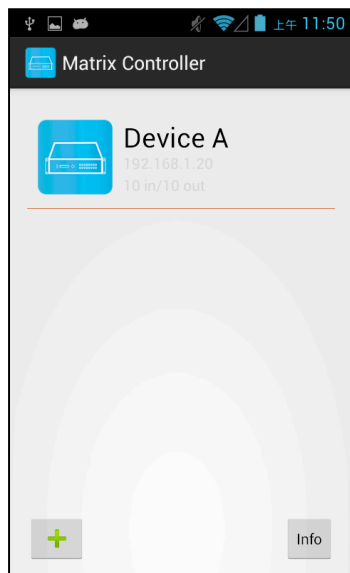 上午 11:50
Matrix Controller
Device A
192.168.1.20
10 in/10 out
Info